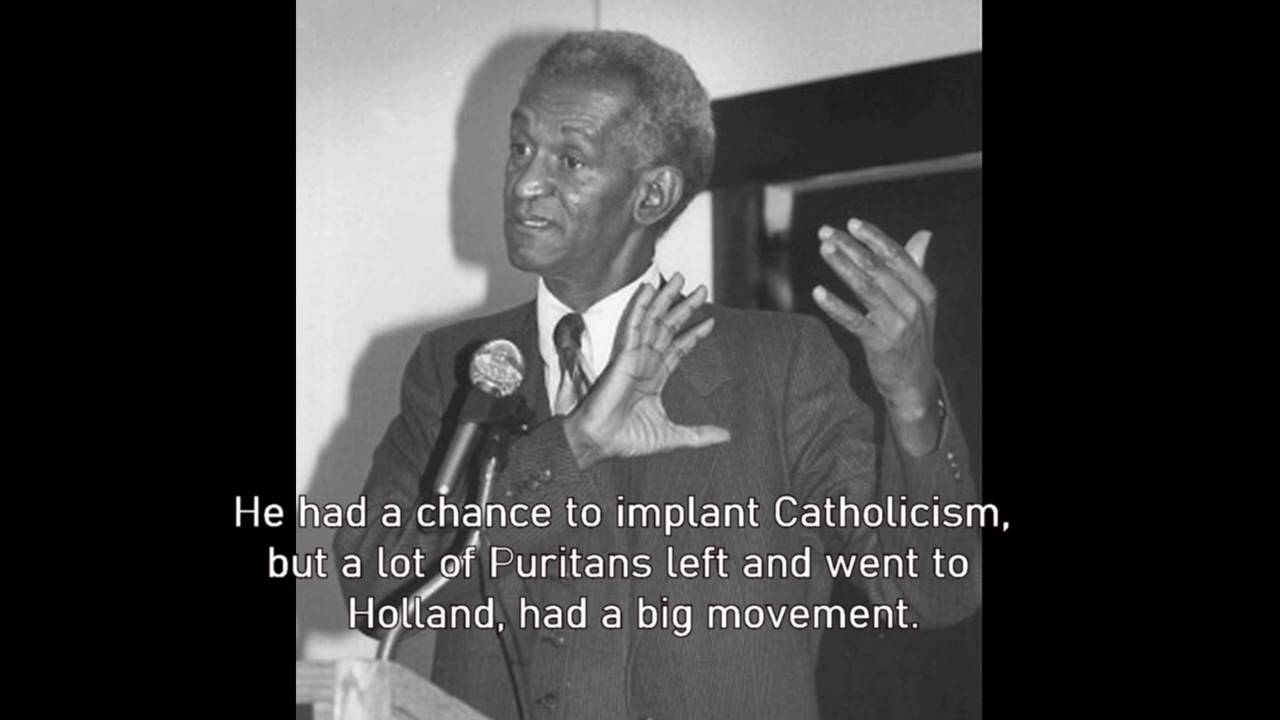 He had a chance to implant Catholicism,
but a lot of Puritans left and went to
Holland, had a big movement.